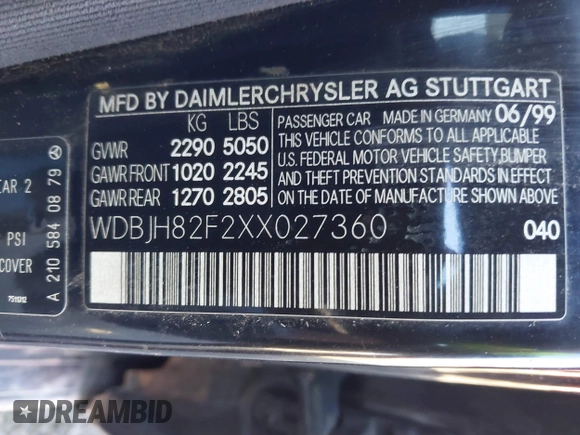 MFD BY DAIMLERCHRYSLER AG STUTTGART
KG LBS
GVWR 2290 5050
GAWR FRONT 1020 2245
GAWR REAR 1270 2805
PASSENGER CAR MADE IN GERMANY 06/99
THIS VEHICLE CONFORMS TO ALL APPLICABLE
U.S. FEDERAL MOTOR VEHICLE SAFETY,BUMPER
AND THEFT PREVENTION STANDARDS IN EFFECT
ON THE DATE OF MANUFACTURE SHOWN ABOVE.
WDBJH82F2XX027360
040
EAR 2
PSI
COVER
A 210 584 08 79
DREAMBID